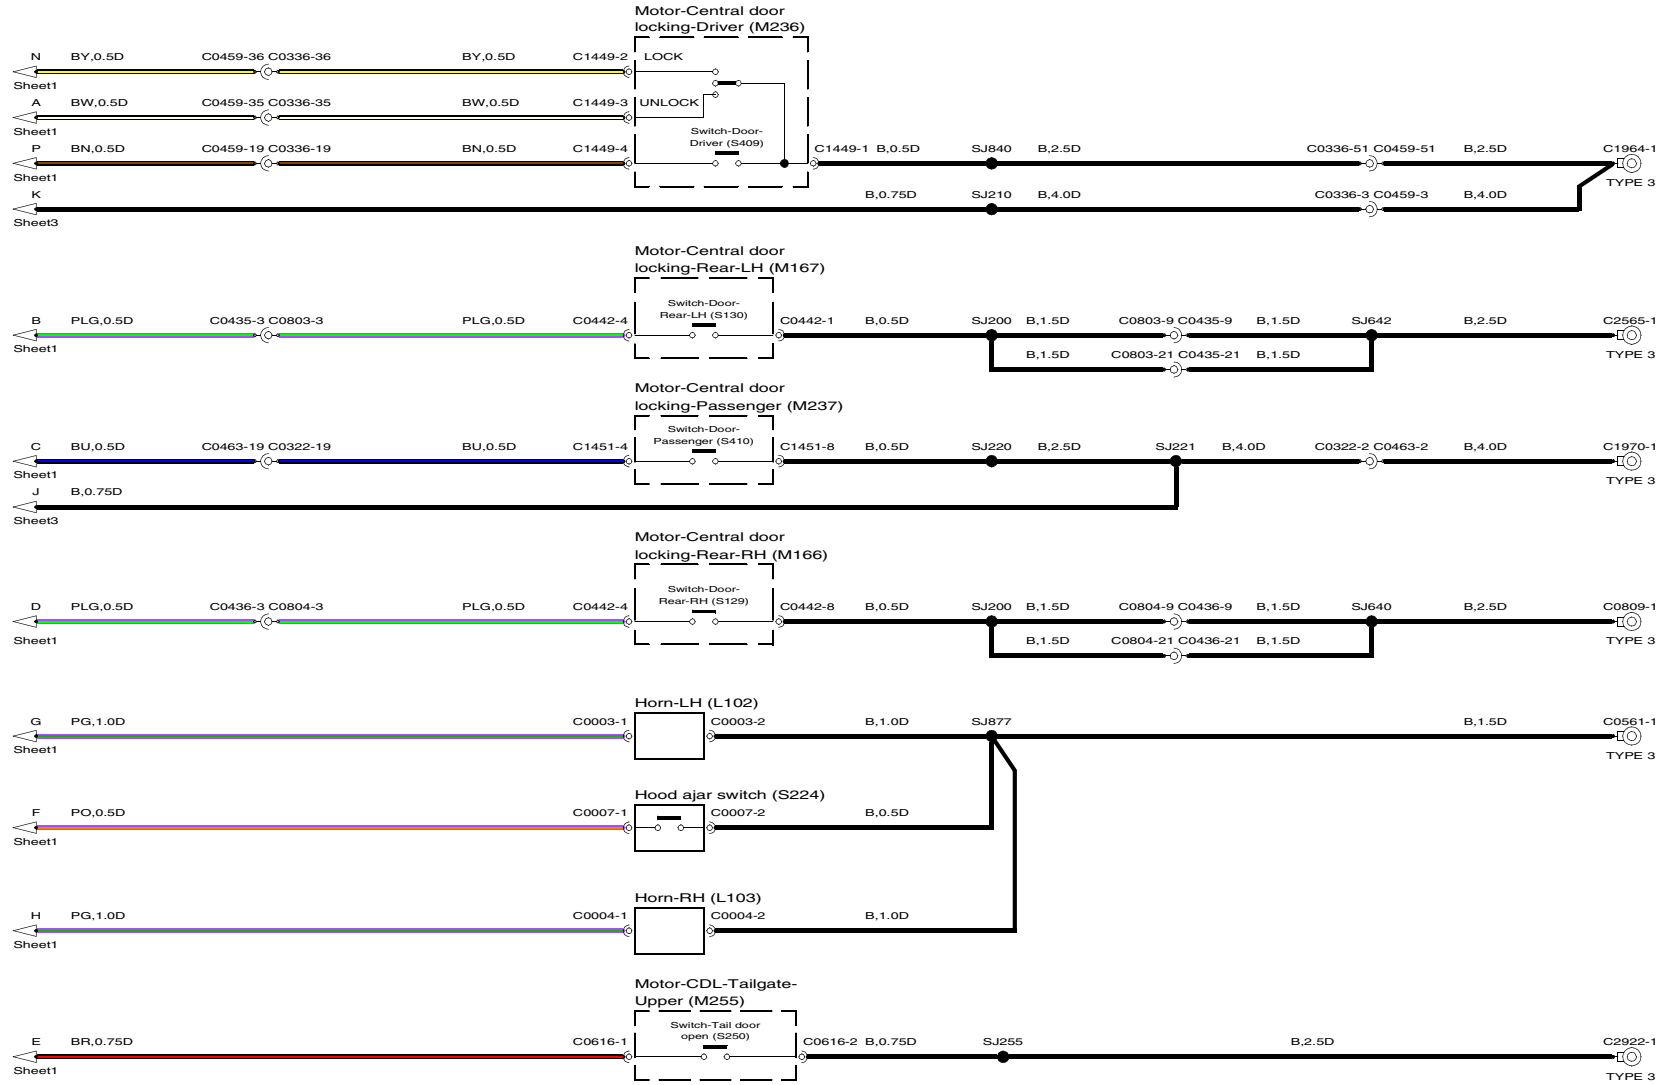 Motor-Central door
locking-Driver (M236)
N BY,0.5D C0459-36 C0336-36 BY,0.5D C1449-2 LOCK
Sheet1
A BW,0.5D C0459-35 C0336-35 BW,0.5D C1449-3 UNLOCK
Sheet1
Switch-Door-
Driver (S409)
P BN,0.5D C0459-19 C0336-19 BN,0.5D C1449-4 C1449-1 B,0.5D SJ840 B,2.5D C0336-51 C0459-51 B,2.5D C1964-1
Sheet1 TYPE 3
K B,0.75D SJ210 B,4.0D C0336-3 C0459-3 B,4.0D
Sheet3
Motor-Central door
locking-Rear-LH (M167)
Switch-Door-
Rear-LH (S130)
B PLG,0.5D C0435-3 C0803-3 PLG,0.5D C0442-4 C0442-1 B,0.5D SJ200 B,1.5D C0803-9 C0435-9 B,1.5D SJ642 B,2.5D C2565-1
Sheet1 TYPE 3
B,1.5D C0803-21 C0435-21 B,1.5D
Motor-Central door
locking-Passenger (M237)
Switch-Door-
Passenger (S410)
C BU,0.5D C0463-19 C0322-19 BU,0.5D C1451-4 C1451-8 B,0.5D SJ220 B,2.5D SJ221 B,4.0D C0322-2 C0463-2 B,4.0D C1970-1
Sheet1 TYPE 3
J B,0.75D
Sheet3
Motor-Central door
locking-Rear-RH (M166)
Switch-Door-
Rear-RH (S129)
D PLG,0.5D C0436-3 C0804-3 PLG,0.5D C0442-4 C0442-8 B,0.5D SJ200 B,1.5D C0804-9 C0436-9 B,1.5D SJ640 B,2.5D C0809-1
Sheet1 TYPE 3
B,1.5D C0804-21 C0436-21 B,1.5D
Horn-LH (L102)
G PG,1.0D C0003-1 C0003-2 B,1.0D SJ877 B,1.5D C0561-1
Sheet1 TYPE 3
Hood ajar switch (S224)
F PO,0.5D C0007-1 C0007-2 B,0.5D
Sheet1
Horn-RH (L103)
H PG,1.0D C0004-1 C0004-2 B,1.0D
Sheet1
Motor-CDL-Tailgate-
Upper (M255)
Switch-Tail door
open (S250)
E BR,0.75D C0616-1 C0616-2 B,0.75D SJ255 B,2.5D C2922-1
Sheet1 TYPE 3